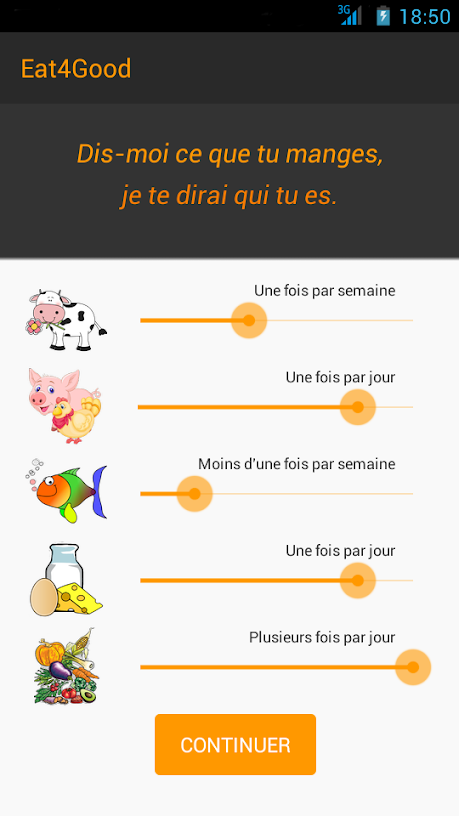 3G 18:50
Eat4Good
Dis-moi ce que tu manges,
je te dirai qui tu es.
Une fois par semaine
Une fois par jour
Moins d'une fois par semaine
Une fois par jour
Plusieurs fois par jour
CONTINUER